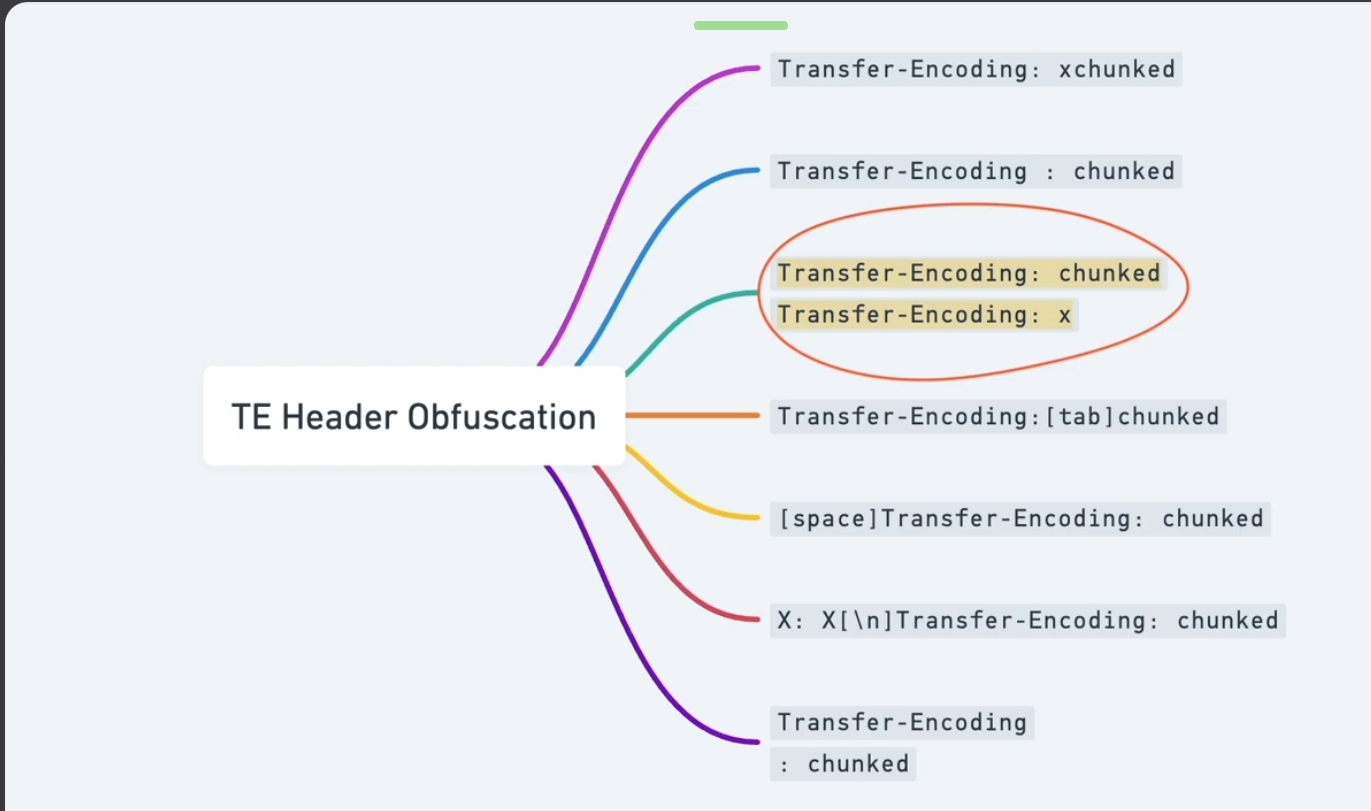 Transfer-Encoding: xchunked
Transfer-Encoding : chunked
Transfer-Encoding: chunked
Transfer-Encoding: x
TE Header Obfuscation
Transfer-Encoding:[tab]chunked
[space]Transfer-Encoding: chunked
X: X[\n]Transfer-Encoding: chunked
Transfer-Encoding
: chunked